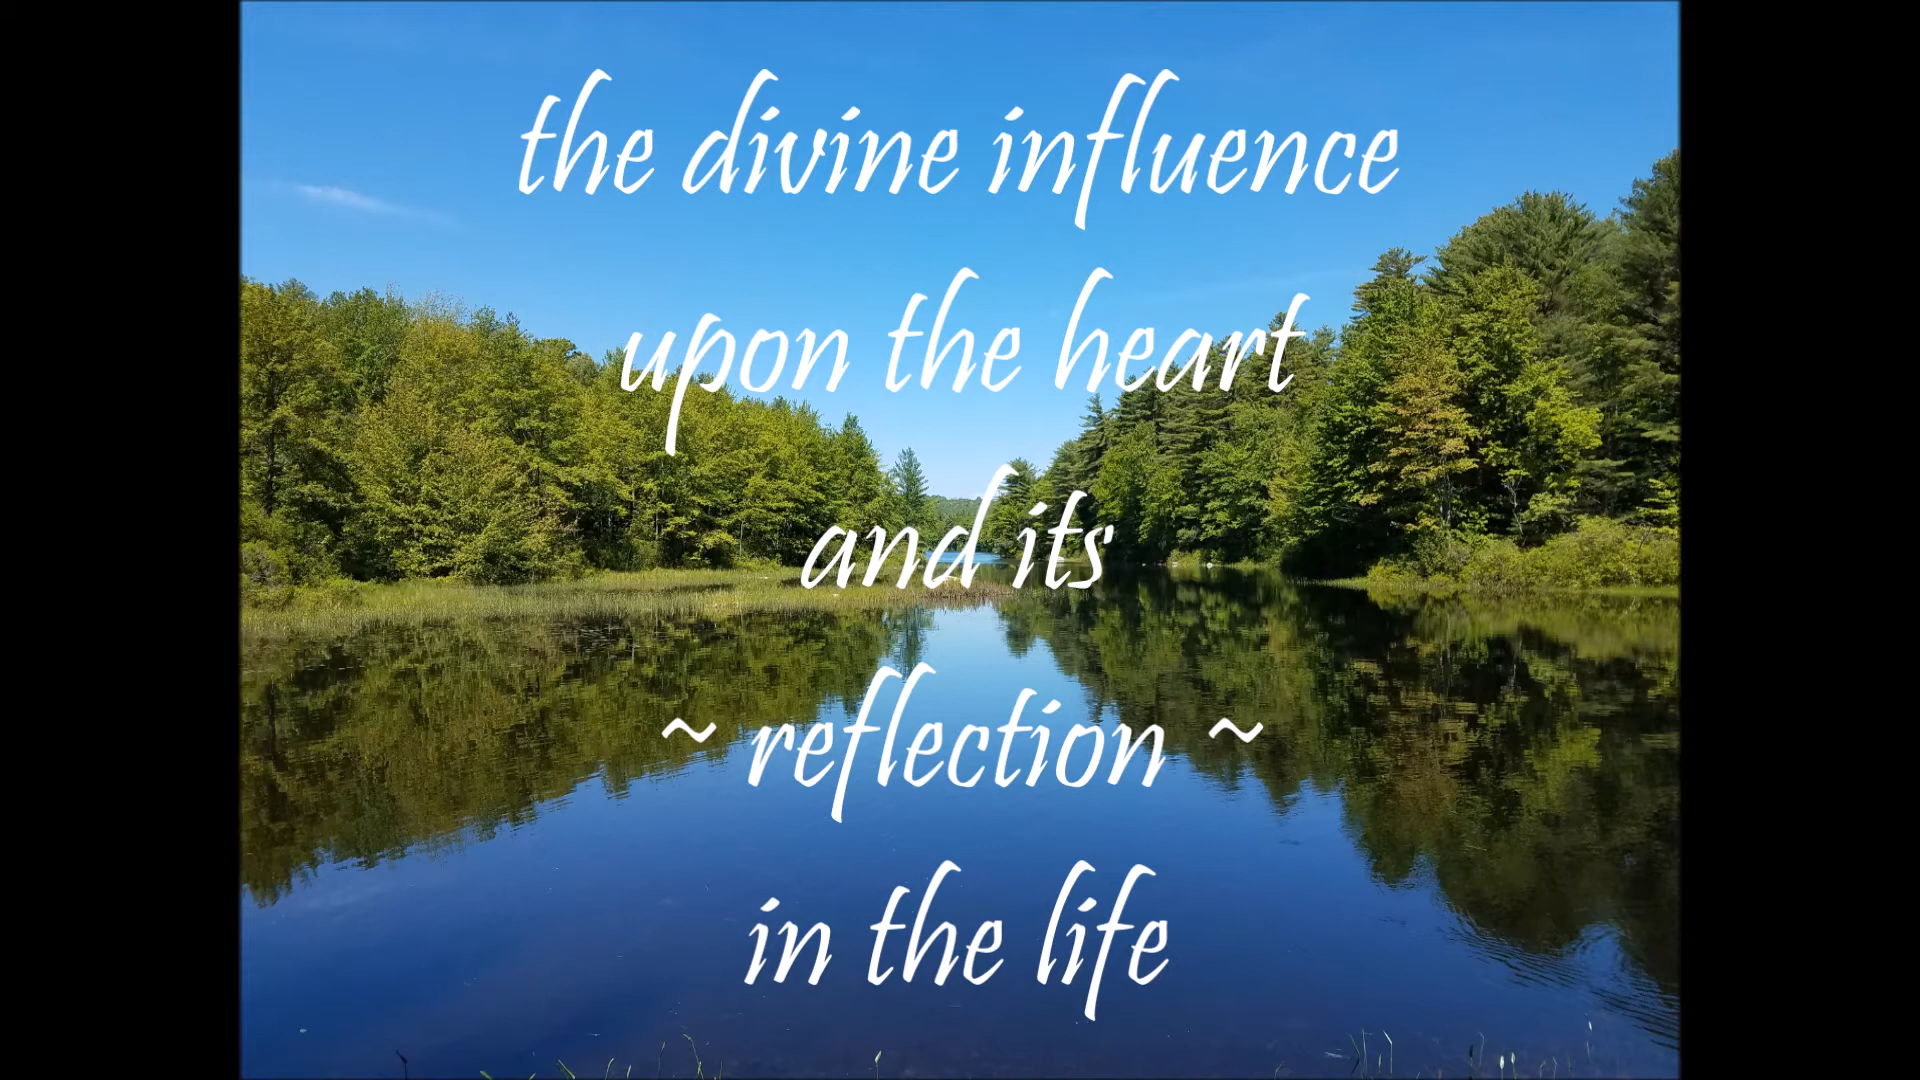 the divine influence
upon the heart
and its
~ reflection ~
in the life